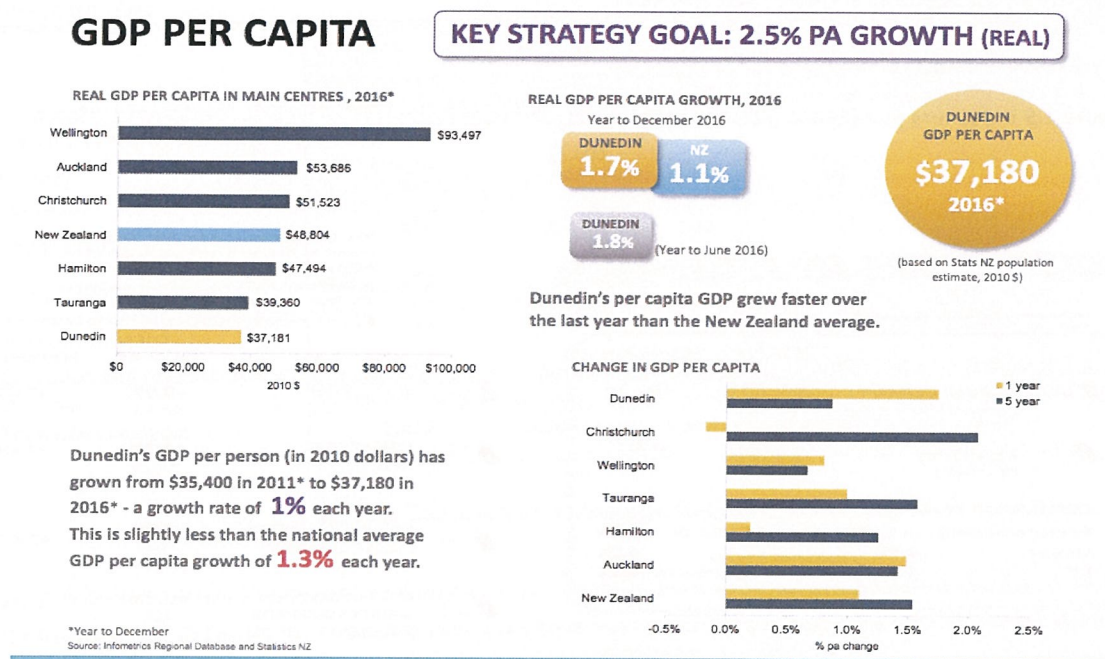 GDP PER CAPITA
KEY STRATEGY GOAL: 2.5% PA GROWTH (REAL)
REAL GDP PER CAPITA IN MAIN CENTRES , 2016*
Wellington $93,497
Auckland $53,686
Christchurch $51,523
New Zealand $48,804
Hamilton $47,494
Tauranga $39,360
Dunedin $37,181
$0 $20,000 $40,000 $60,000 $80,000 $100,000
2010 $
REAL GDP PER CAPITA GROWTH, 2016
Year to December 2016
DUNEDIN
1.7%
NZ
1.1%
DUNEDIN
1.8%
(Year to June 2016)
DUNEDIN
GDP PER CAPITA
$37,180
2016*
(based on Stats NZ population
estimate, 2010 $)
Dunedin's per capita GDP grew faster over
the last year than the New Zealand average.
CHANGE IN GDP PER CAPITA
1 year
5 year
Dunedin
Christchurch
Wellington
Tauranga
Hamilton
Auckland
New Zealand
-0.5% 0.0% 0.5% 1.0% 1.5% 2.0% 2.5%
% pa change
Dunedin's GDP per person (in 2010 dollars) has
grown from $35,400 in 2011* to $37,180 in
2016* - a growth rate of 1% each year.
This is slightly less than the national average
GDP per capita growth of 1.3% each year.
*Year to December
Source: Infometrics Regional Database and Statistics NZ